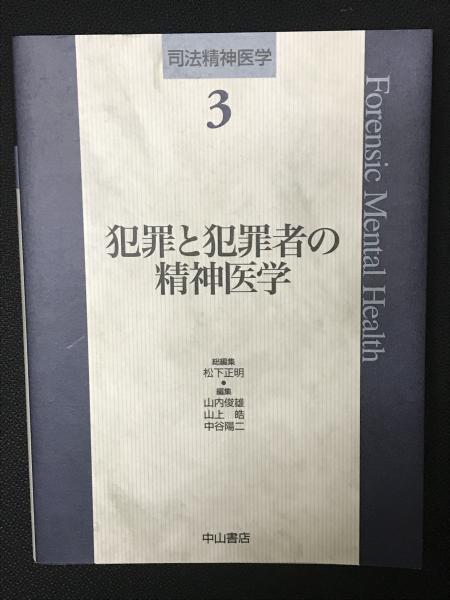 司法精神医学
3
Forensic Mental Health
犯罪と犯罪者の
精神医学
総編集
松下正明
●
編集
山内俊雄
山上 皓
中谷陽二
中山書店